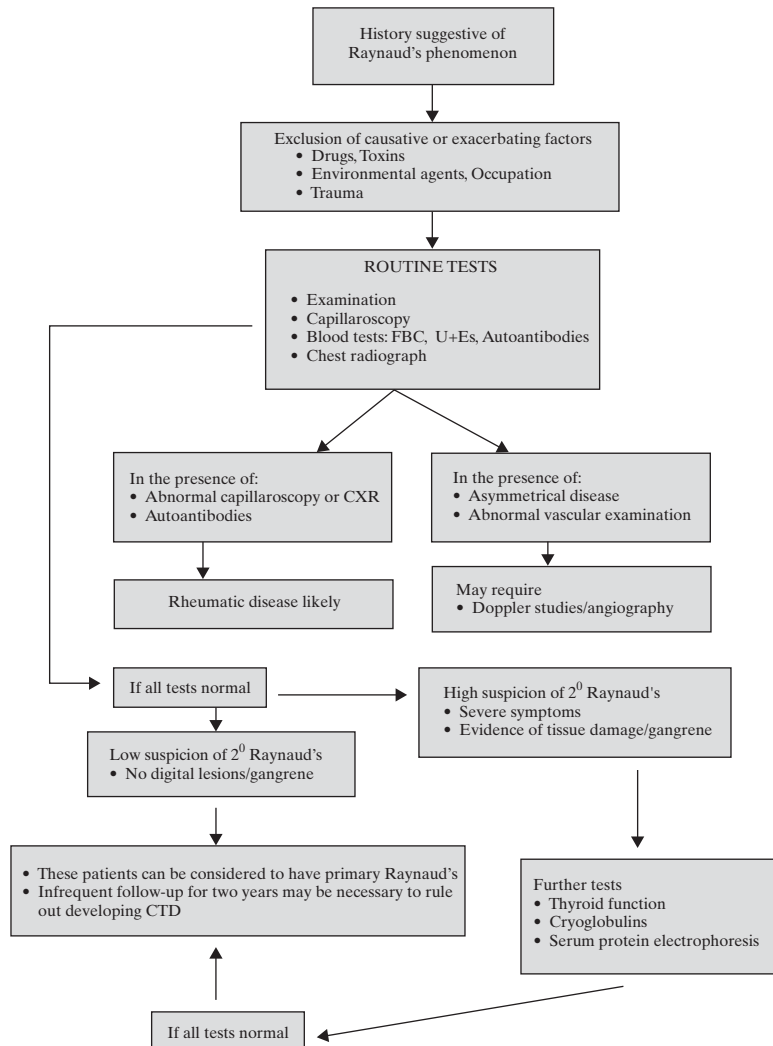 History suggestive of
Raynaud's phenomenon
Exclusion of causative or exacerbating factors
• Drugs, Toxins
• Environmental agents, Occupation
• Trauma
ROUTINE TESTS
• Examination
• Capillaroscopy
• Blood tests: FBC, U+Es, Autoantibodies
• Chest radiograph
In the presence of:
• Abnormal capillaroscopy or CXR
• Autoantibodies
In the presence of:
• Asymmetrical disease
• Abnormal vascular examination
Rheumatic disease likely
May require
• Doppler studies/angiography
If all tests normal
High suspicion of 2⁰ Raynaud's
• Severe symptoms
• Evidence of tissue damage/gangrene
Low suspicion of 2⁰ Raynaud's
• No digital lesions/gangrene
• These patients can be considered to have primary Raynaud's
• Infrequent follow-up for two years may be necessary to rule
out developing CTD
Further tests
• Thyroid function
• Cryoglobulins
• Serum protein electrophoresis
If all tests normal